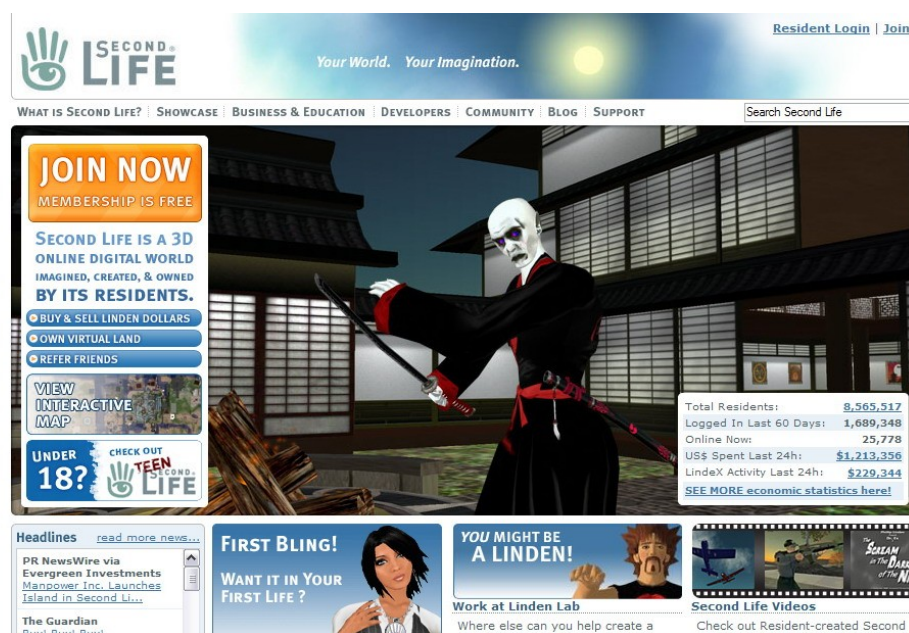 SECOND LIFE
Your World. Your Imagination.
Resident Login | Join
WHAT IS SECOND LIFE? SHOWCASE BUSINESS & EDUCATION DEVELOPERS COMMUNITY BLOG SUPPORT
Search Second Life
JOIN NOW
MEMBERSHIP IS FREE
SECOND LIFE IS A 3D
ONLINE DIGITAL WORLD
IMAGINED, CREATED, & OWNED
BY ITS RESIDENTS.
BUY & SELL LINDEN DOLLARS
OWN VIRTUAL LAND
REFER FRIENDS
VIEW
INTERACTIVE
MAP
UNDER
18?
CHECK OUT
TEEN
SECOND
LIFE
Total Residents: 8,565,517
Logged In Last 60 Days: 1,689,348
Online Now: 25,778
US$ Spent Last 24h: $1,213,356
LindeX Activity Last 24h: $229,344
SEE MORE economic statistics here!
Headlines read more news...
PR NewsWire via
Evergreen Investments
Manpower Inc. Launches
Island in Second Li...
The Guardian
FIRST BLING!
WANT IT IN YOUR
FIRST LIFE ?
YOU MIGHT BE
A LINDEN!
Work at Linden Lab
Where else can you help create a
SCREAM
IN THE DARK
OF THE
Second Life Videos
Check out Resident-created Second